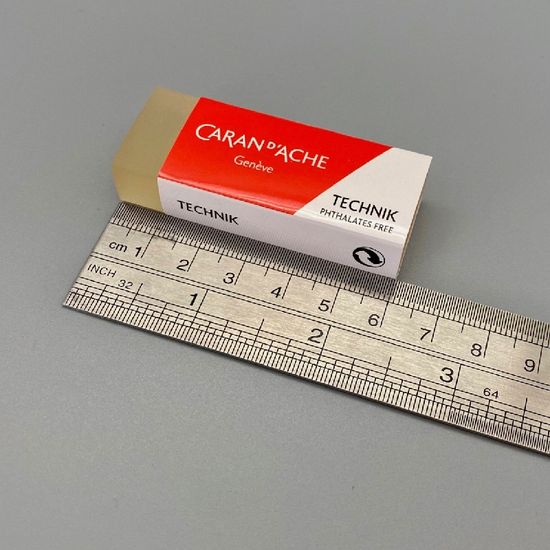 CARAN D'ACHE
Genève
TECHNIK
PHTHALATES FREE
TECHNIK
cm 1 2 3 4 5 6 7 8 9
INCH 32 1 2 3 64